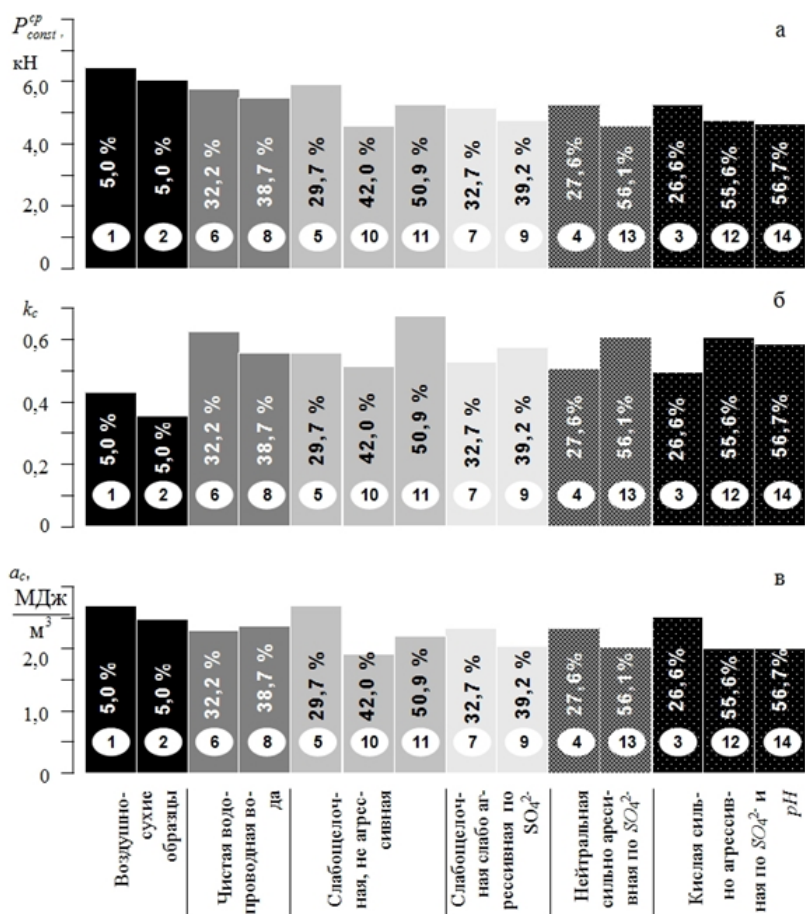 P^{ср}_{const},
кН
а
6,0
4,0
2,0
0
5,0 %
5,0 %
32,2 %
38,7 %
29,7 %
42,0 %
50,9 %
32,7 %
39,2 %
27,6%
56,1%
26,6%
55,6%
56,7%
1 2 6 8 5 10 11 7 9 4 13 3 12 14
k_c
б
0,6
0,4
0,2
0
5,0 %
5,0 %
32,2 %
38,7 %
29,7 %
42,0 %
50,9 %
32,7 %
39,2 %
27,6%
56,1%
26,6%
55,6%
56,7%
1 2 6 8 5 10 11 7 9 4 13 3 12 14
a_c,
МДж
м³
в
2,0
1,0
0
5,0 %
5,0 %
32,2 %
38,7 %
29,7 %
42,0 %
50,9 %
32,7 %
39,2 %
27,6%
56,1%
26,6%
55,6%
56,7%
1 2 6 8 5 10 11 7 9 4 13 3 12 14
Воздушно-
сухие
образцы
Чистая водо-
проводная во-
да
Слабощелоч-
ная, не агрес-
сивная
Слабощелоч-
ная слабо аг-
рессивная по
SO₄²⁻
Нейтральная
сильно аресси-
вная по SO₄²⁻
Кислая силь-
но агрессив-
ная по SO₄²⁻ и
pH